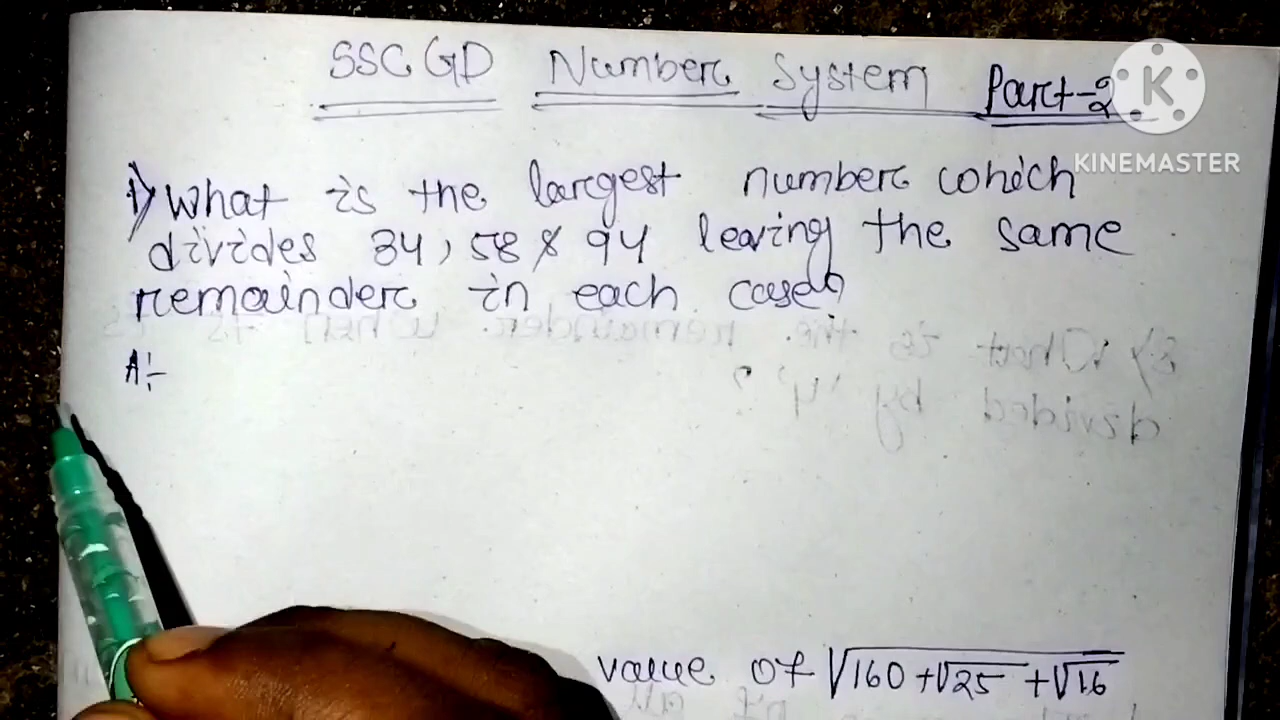 SSC GD Number System Part-2
K
KINEMASTER
1) What is the largest number which
divides 34, 58 & 94 leaving the same
remainder in each case?
A:-
value of √160+√25 +√16